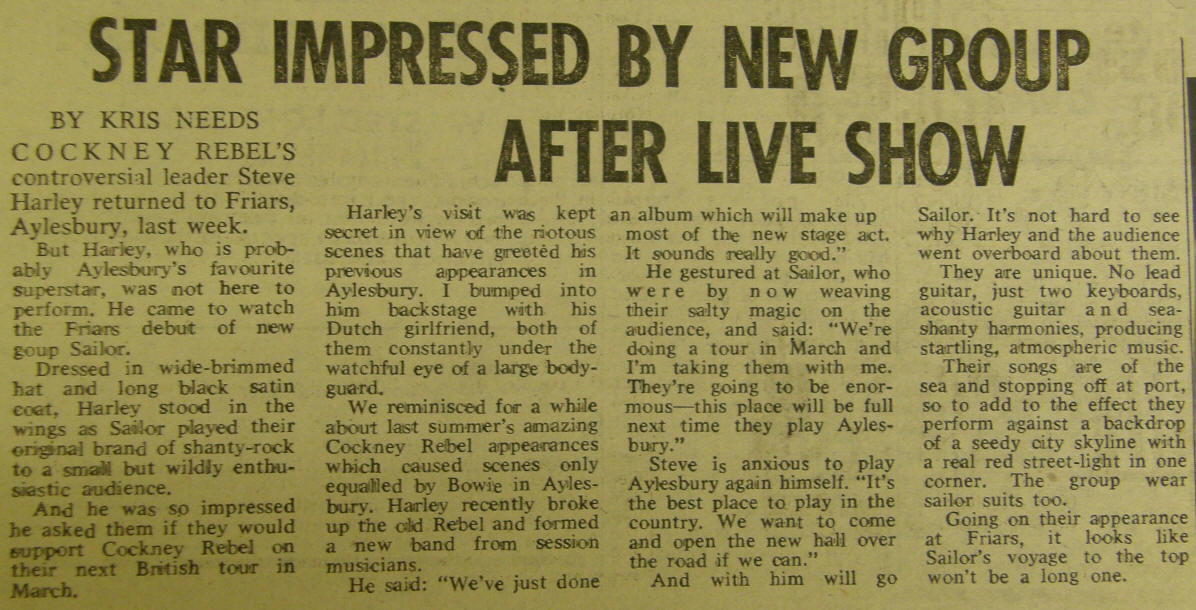 STAR IMPRESSED BY NEW GROUP
AFTER LIVE SHOW
BY KRIS NEEDS
COCKNEY REBEL'S
controversial leader Steve
Harley returned to Friars,
Aylesbury, last week.
But Harley, who is prob-
ably Aylesbury's favourite
superstar, was not here to
perform. He came to watch
the Friars debut of new
goup Sailor.
Dressed in wide-brimmed
hat and long black satin
coat, Harley stood in the
wings as Sailor played their
original brand of shanty-rock
to a small but wildly enthu-
siastic audience.
And he was so impressed
he asked them if they would
support Cockney Rebel on
their next British tour in
March.
Harley's visit was kept
secret in view of the riotous
scenes that have greeted his
previous appearances in
Aylesbury. I bumped into
him backstage with his
Dutch girlfriend, both of
them constantly under the
watchful eye of a large body-
guard.
We reminisced for a while
about last summer's amazing
Cockney Rebel appearances
which caused scenes only
equalled by Bowie in Ayles-
bury. Harley recently broke
up the old Rebel and formed
a new band from session
musicians.
He said: "We've just done
an album which will make up
most of the new stage act.
It sounds really good."
He gestured at Sailor, who
were by now weaving
their salty magic on the
audience, and said: "We're
doing a tour in March and
I'm taking them with me.
They're going to be enor-
mous—this place will be full
next time they play Ayles-
bury."
Steve is anxious to play
Aylesbury again himself. "It's
the best place to play in the
country. We want to come
and open the new hall over
the road if we can."
And with him will go
Sailor. It's not hard to see
why Harley and the audience
went overboard about them.
They are unique. No lead
guitar, just two keyboards,
acoustic guitar and sea-
shanty harmonies, producing
startling, atmospheric music.
Their songs are of the
sea and stopping off at port,
so to add to the effect they
perform against a backdrop
of a seedy city skyline with
a real red street-light in one
corner. The group wear
sailor suits too.
Going on their appearance
at Friars, it looks like
Sailor's voyage to the top
won't be a long one.